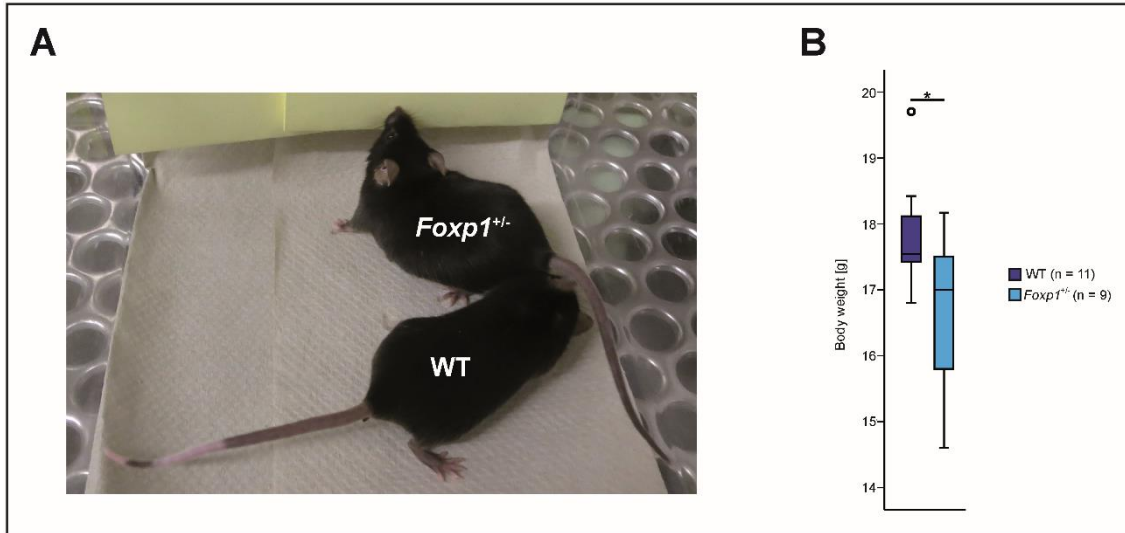 A
B
Foxp1+/-
WT
*
20
19
18
17
16
15
14
Body weight [g]
WT (n = 11)
Foxp1+/- (n = 9)